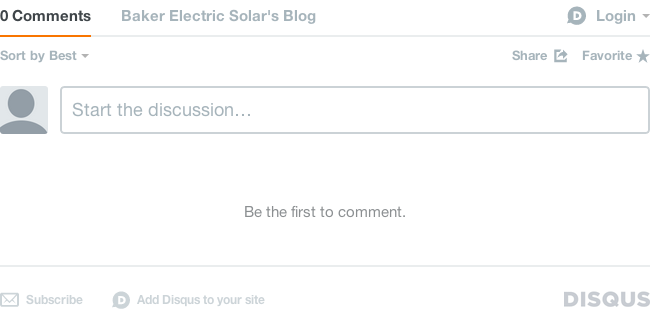 0 Comments Baker Electric Solar's Blog Login
Sort by Best Share Favorite
Start the discussion…
Be the first to comment.
Subscribe Add Disqus to your site DISQUS